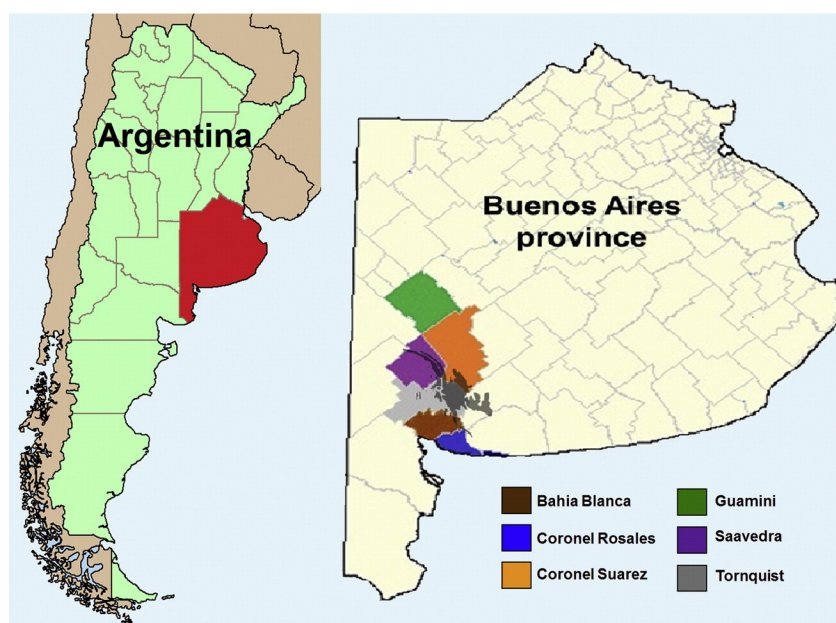 Argentina
Buenos Aires
province
Bahia Blanca
Coronel Rosales
Coronel Suarez
Guamini
Saavedra
Tornquist